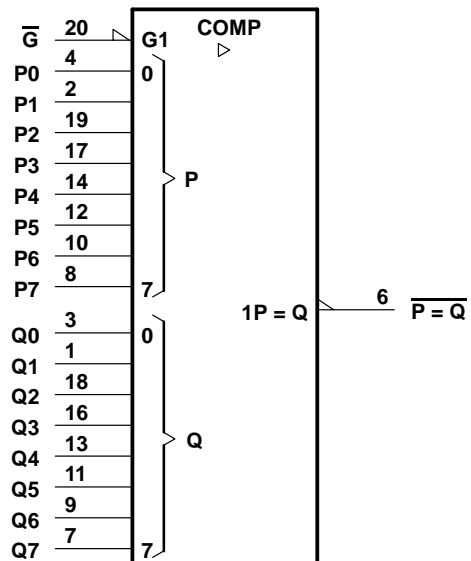 COMP
G̅ 20 G1
P0 4 0
P1 2
P2 19
P3 17
P4 14
P5 12
P6 10
P7 8 7
P
Q0 3 0
Q1 1
Q2 18
Q3 16
Q4 13
Q5 11
Q6 9
Q7 7 7
Q
1P = Q 6 P̅ ̅=̅ ̅Q̅